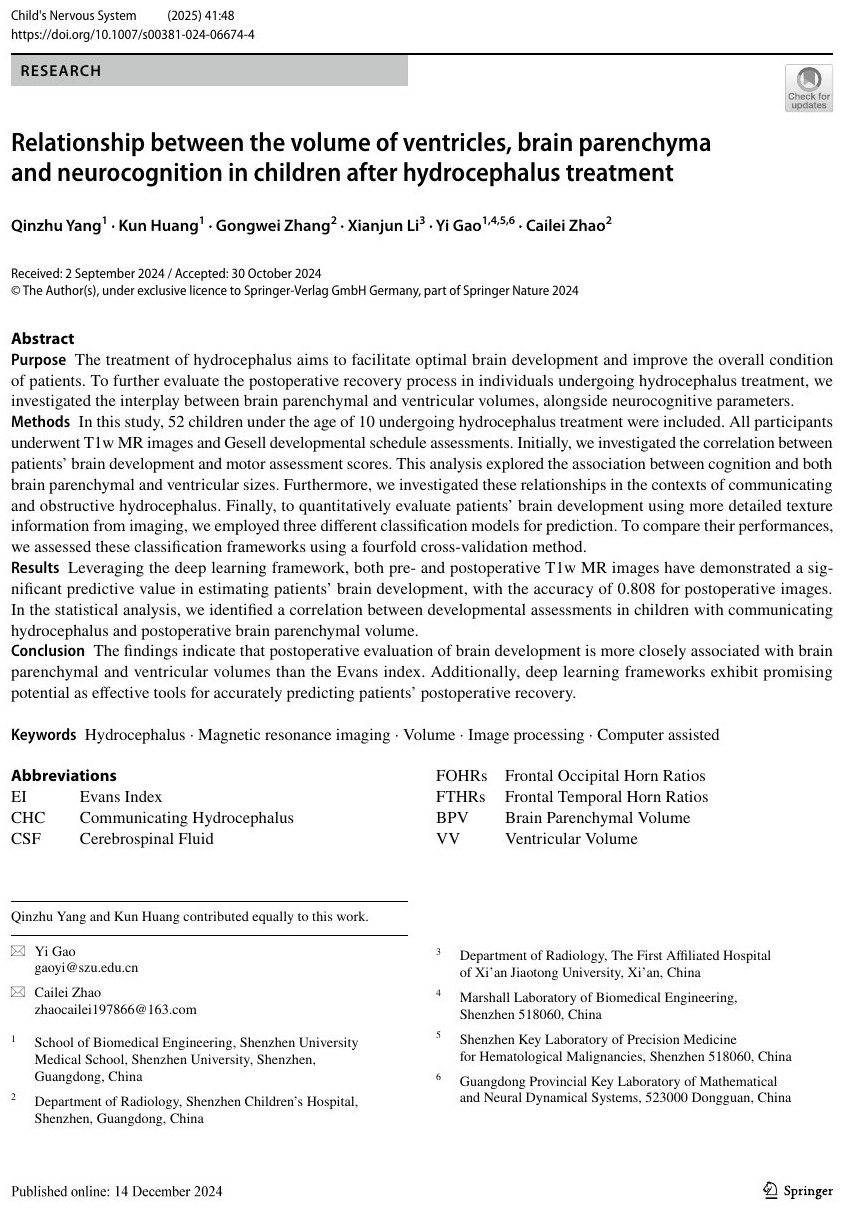 Child's Nervous System (2025) 41:48
https://doi.org/10.1007/s00381-024-06674-4
RESEARCH
Check for
updates
Relationship between the volume of ventricles, brain parenchyma
and neurocognition in children after hydrocephalus treatment
Qinzhu Yang1 · Kun Huang1 · Gongwei Zhang2 · Xianjun Li3 · Yi Gao1,4,5,6 · Cailei Zhao2
Received: 2 September 2024 / Accepted: 30 October 2024
© The Author(s), under exclusive licence to Springer-Verlag GmbH Germany, part of Springer Nature 2024
Abstract
Purpose The treatment of hydrocephalus aims to facilitate optimal brain development and improve the overall condition
of patients. To further evaluate the postoperative recovery process in individuals undergoing hydrocephalus treatment, we
investigated the interplay between brain parenchymal and ventricular volumes, alongside neurocognitive parameters.
Methods In this study, 52 children under the age of 10 undergoing hydrocephalus treatment were included. All participants
underwent T1w MR images and Gesell developmental schedule assessments. Initially, we investigated the correlation between
patients' brain development and motor assessment scores. This analysis explored the association between cognition and both
brain parenchymal and ventricular sizes. Furthermore, we investigated these relationships in the contexts of communicating
and obstructive hydrocephalus. Finally, to quantitatively evaluate patients' brain development using more detailed texture
information from imaging, we employed three different classification models for prediction. To compare their performances,
we assessed these classification frameworks using a fourfold cross-validation method.
Results Leveraging the deep learning framework, both pre- and postoperative T1w MR images have demonstrated a sig-
nificant predictive value in estimating patients' brain development, with the accuracy of 0.808 for postoperative images.
In the statistical analysis, we identified a correlation between developmental assessments in children with communicating
hydrocephalus and postoperative brain parenchymal volume.
Conclusion The findings indicate that postoperative evaluation of brain development is more closely associated with brain
parenchymal and ventricular volumes than the Evans index. Additionally, deep learning frameworks exhibit promising
potential as effective tools for accurately predicting patients' postoperative recovery.
Keywords Hydrocephalus · Magnetic resonance imaging · Volume · Image processing · Computer assisted
Abbreviations
EI Evans Index
CHC Communicating Hydrocephalus
CSF Cerebrospinal Fluid
FOHRs Frontal Occipital Horn Ratios
FTHRs Frontal Temporal Horn Ratios
BPV Brain Parenchymal Volume
VV Ventricular Volume
Qinzhu Yang and Kun Huang contributed equally to this work.
Yi Gao
gaoyi@szu.edu.cn
Cailei Zhao
zhaocailei197866@163.com
1 School of Biomedical Engineering, Shenzhen University
Medical School, Shenzhen University, Shenzhen,
Guangdong, China
2 Department of Radiology, Shenzhen Children's Hospital,
Shenzhen, Guangdong, China
3 Department of Radiology, The First Affiliated Hospital
of Xi'an Jiaotong University, Xi'an, China
4 Marshall Laboratory of Biomedical Engineering,
Shenzhen 518060, China
5 Shenzhen Key Laboratory of Precision Medicine
for Hematological Malignancies, Shenzhen 518060, China
6 Guangdong Provincial Key Laboratory of Mathematical
and Neural Dynamical Systems, 523000 Dongguan, China
Published online: 14 December 2024
Springer